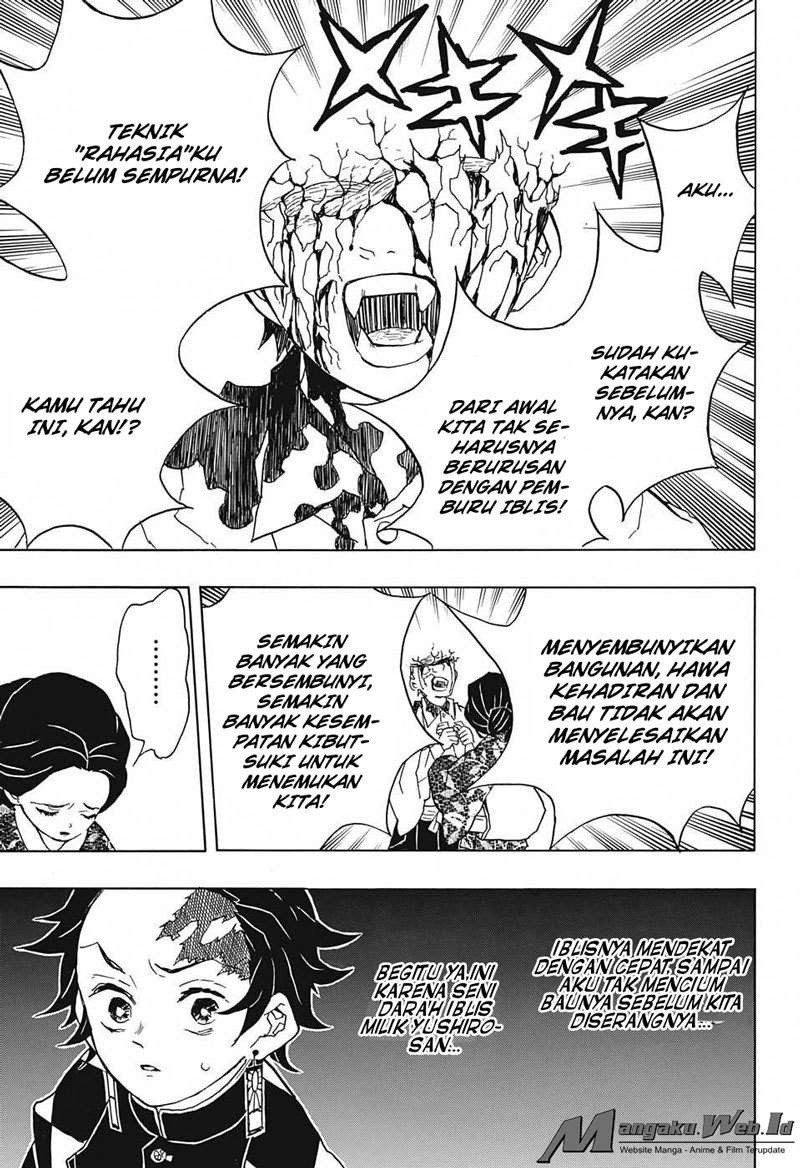 メキメキ
AKU...
TEKNIK
"RAHASIA"KU
BELUM SEMPURNA!
SUDAH KU-
KATAKAN
SEBELUM-
NYA, KAN?
DARI AWAL
KITA TAK SE-
HARUSNYA
BERURUSAN
DENGAN PEM-
BURU IBLIS!
KAMU TAHU
INI, KAN!?
MENYEMBUNYIKAN
BANGUNAN, HAWA
KEHADIRAN DAN
BAU TIDAK AKAN
MENYELESAIKAN
MASALAH INI!
SEMAKIN
BANYAK YANG
BERSEMBUNYI,
SEMAKIN
BANYAK KESEM-
PATAN KIBUT-
SUKI UNTUK
MENEMUKAN
KITA!
.........
IBLISNYA MENDEKAT
DENGAN CEPAT SAMPAI
AKU TAK MENCIUM
BAUNYA SEBELUM KITA
DISERANGNYA...
BEGITU YA.INI
KARENA SENI
DARAH IBLIS
MILIK YUSHIRO-
SAN...
Mangaku.Web.Id
Website Manga - Anime & Film Terupdate